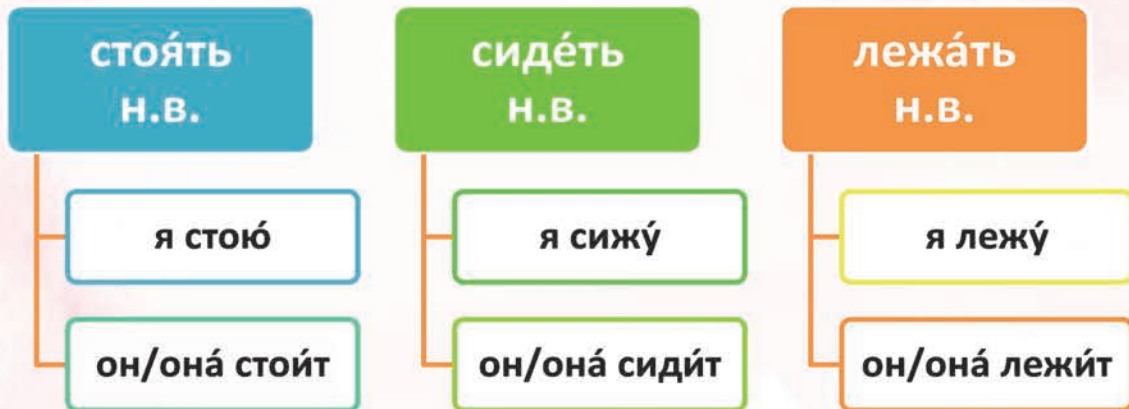 стоя́ть
н.в.
я стою́
он/она́ стои́т
сиде́ть
н.в.
я сижу́
он/она́ сиди́т
лежа́ть
н.в.
я лежу́
он/она́ лежи́т